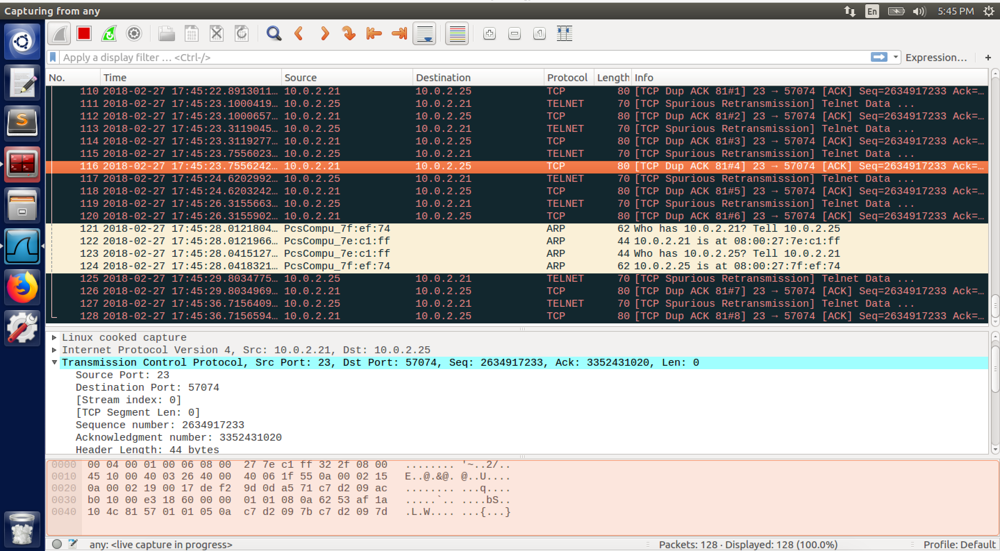 Capturing from any
En
5:45 PM
Apply a display filter … <Ctrl-/>
Expression…
+
No. Time Source Destination Protocol Length Info
110 2018-02-27 17:45:22.8913011… 10.0.2.21 10.0.2.25 TCP 80 [TCP Dup ACK 81#1] 23 → 57074 [ACK] Seq=2634917233 Ack=…
111 2018-02-27 17:45:23.1000419… 10.0.2.25 10.0.2.21 TELNET 70 [TCP Spurious Retransmission] Telnet Data ...
112 2018-02-27 17:45:23.1000657… 10.0.2.21 10.0.2.25 TCP 80 [TCP Dup ACK 81#2] 23 → 57074 [ACK] Seq=2634917233 Ack=…
113 2018-02-27 17:45:23.3119045… 10.0.2.25 10.0.2.21 TELNET 70 [TCP Spurious Retransmission] Telnet Data ...
114 2018-02-27 17:45:23.3119277… 10.0.2.21 10.0.2.25 TCP 80 [TCP Dup ACK 81#3] 23 → 57074 [ACK] Seq=2634917233 Ack=…
115 2018-02-27 17:45:23.7556023… 10.0.2.25 10.0.2.21 TELNET 70 [TCP Spurious Retransmission] Telnet Data ...
116 2018-02-27 17:45:23.7556242… 10.0.2.21 10.0.2.25 TCP 80 [TCP Dup ACK 81#4] 23 → 57074 [ACK] Seq=2634917233 Ack=…
117 2018-02-27 17:45:24.6202992… 10.0.2.25 10.0.2.21 TELNET 70 [TCP Spurious Retransmission] Telnet Data ...
118 2018-02-27 17:45:24.6203242… 10.0.2.21 10.0.2.25 TCP 80 [TCP Dup ACK 81#5] 23 → 57074 [ACK] Seq=2634917233 Ack=…
119 2018-02-27 17:45:26.3155663… 10.0.2.25 10.0.2.21 TELNET 70 [TCP Spurious Retransmission] Telnet Data ...
120 2018-02-27 17:45:26.3155902… 10.0.2.21 10.0.2.25 TCP 80 [TCP Dup ACK 81#6] 23 → 57074 [ACK] Seq=2634917233 Ack=…
121 2018-02-27 17:45:28.0121804… PcsCompu_7f:ef:74 ARP 62 Who has 10.0.2.21? Tell 10.0.2.25
122 2018-02-27 17:45:28.0121966… PcsCompu_7e:c1:ff ARP 44 10.0.2.21 is at 08:00:27:7e:c1:ff
123 2018-02-27 17:45:28.0415127… PcsCompu_7e:c1:ff ARP 44 Who has 10.0.2.25? Tell 10.0.2.21
124 2018-02-27 17:45:28.0418321… PcsCompu_7f:ef:74 ARP 62 10.0.2.25 is at 08:00:27:7f:ef:74
125 2018-02-27 17:45:29.8034775… 10.0.2.25 10.0.2.21 TELNET 70 [TCP Spurious Retransmission] Telnet Data ...
126 2018-02-27 17:45:29.8034969… 10.0.2.21 10.0.2.25 TCP 80 [TCP Dup ACK 81#7] 23 → 57074 [ACK] Seq=2634917233 Ack=…
127 2018-02-27 17:45:36.7156409… 10.0.2.25 10.0.2.21 TELNET 70 [TCP Spurious Retransmission] Telnet Data ...
128 2018-02-27 17:45:36.7156594… 10.0.2.21 10.0.2.25 TCP 80 [TCP Dup ACK 81#8] 23 → 57074 [ACK] Seq=2634917233 Ack=…
Linux cooked capture
Internet Protocol Version 4, Src: 10.0.2.21, Dst: 10.0.2.25
Transmission Control Protocol, Src Port: 23, Dst Port: 57074, Seq: 2634917233, Ack: 3352431020, Len: 0
Source Port: 23
Destination Port: 57074
[Stream index: 0]
[TCP Segment Len: 0]
Sequence number: 2634917233
Acknowledgment number: 3352431020
Header Length: 44 bytes
0000 00 04 00 01 00 06 08 00 27 7e c1 ff 32 2f 08 00 ........ '~..2/..
0010 45 10 00 40 03 26 40 00 40 06 1f 55 0a 00 02 15 E..@.&@. @..U....
0020 0a 00 02 19 00 17 de f2 9d 0d a5 71 c7 d2 09 ac ........ ...q....
0030 b0 10 00 e3 18 60 00 00 01 01 08 0a 62 53 af 1a .....`.. ....bS..
0040 10 4c 81 57 01 01 05 0a c7 d2 09 7b c7 d2 09 7d .L.W.... ...{...}
any: <live capture in progress>
Packets: 128 · Displayed: 128 (100.0%)
Profile: Default